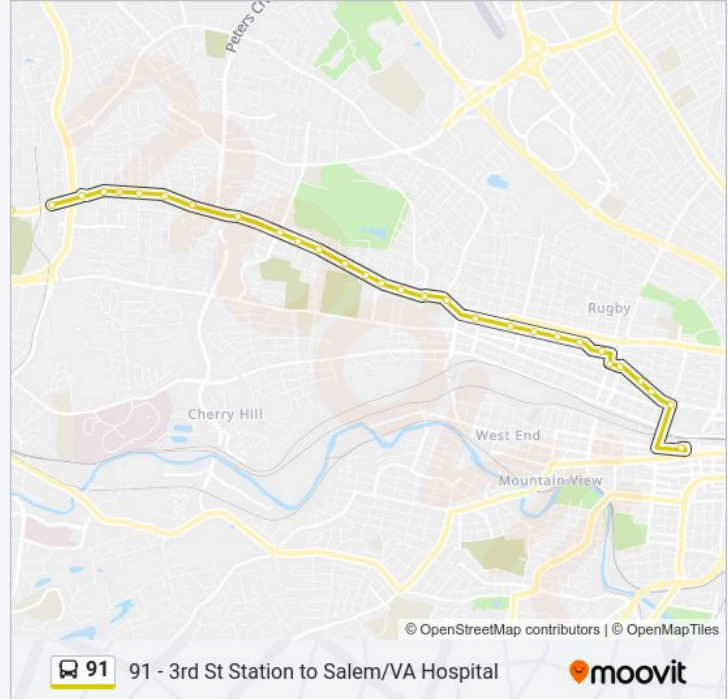 Peters Cr
Rugby
Cherry Hill
West End
Mountain View
© OpenStreetMap contributors | © OpenMapTiles
91 91 - 3rd St Station to Salem/VA Hospital moovit